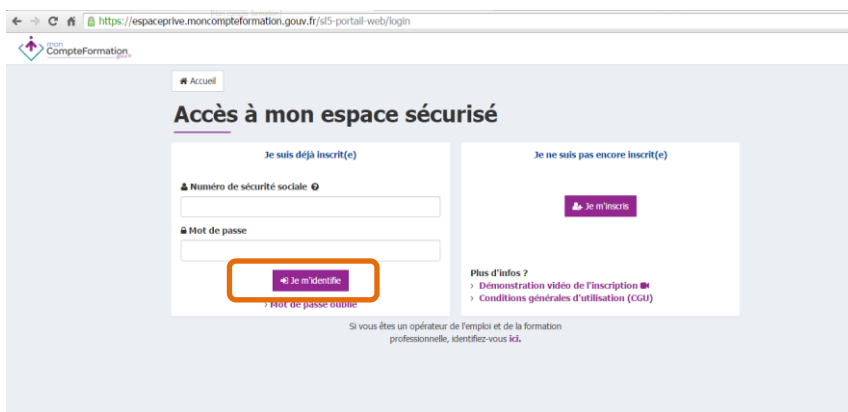 https://espaceprive.moncompteformation.gouv.fr/sl5-portail-web/login
mon
CompteFormation
.gouv.fr
Accueil
Accès à mon espace sécurisé
Je suis déjà inscrit(e)
Numéro de sécurité sociale
Mot de passe
Je m'identifie
> Mot de passe oublié
Je ne suis pas encore inscrit(e)
Je m'inscris
Plus d'infos ?
> Démonstration vidéo de l'inscription
> Conditions générales d'utilisation (CGU)
Si vous êtes un opérateur de l'emploi et de la formation
professionnelle, identifiez-vous ici.